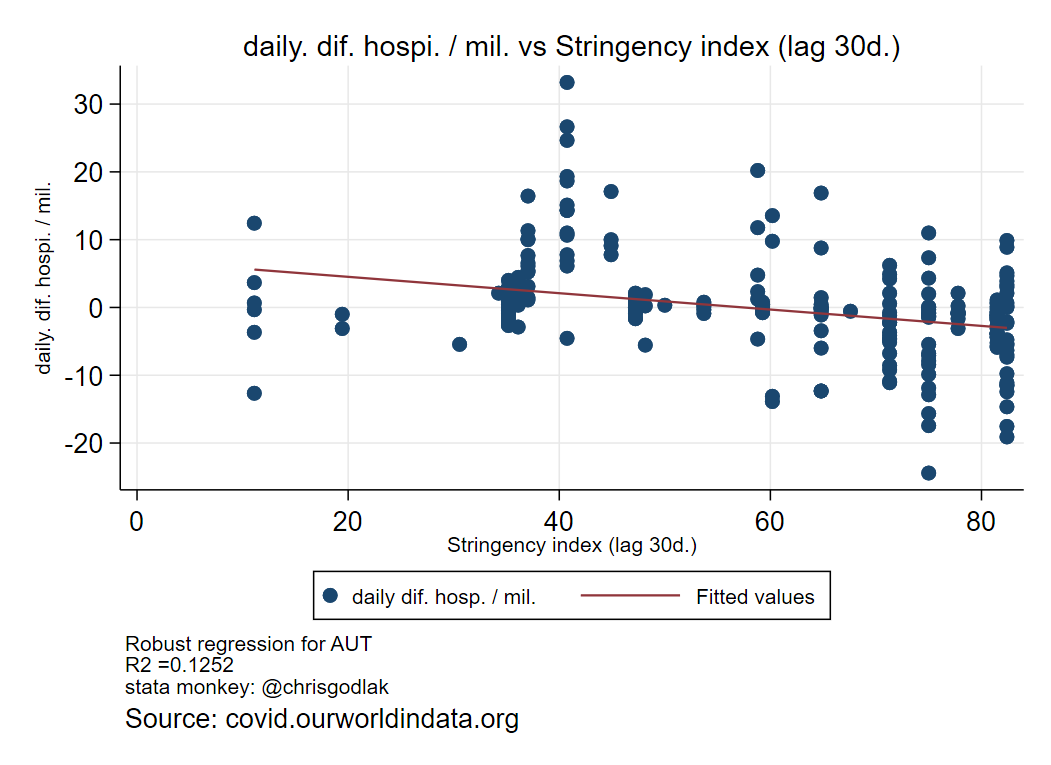 daily. dif. hospi. / mil. vs Stringency index (lag 30d.)
daily. dif. hospi. / mil.
30
20
10
0
-10
-20
0 20 40 60 80
Stringency index (lag 30d.)
daily dif. hosp. / mil. Fitted values
Robust regression for AUT
R2 =0.1252
stata monkey: @chrisgodlak
Source: covid.ourworldindata.org